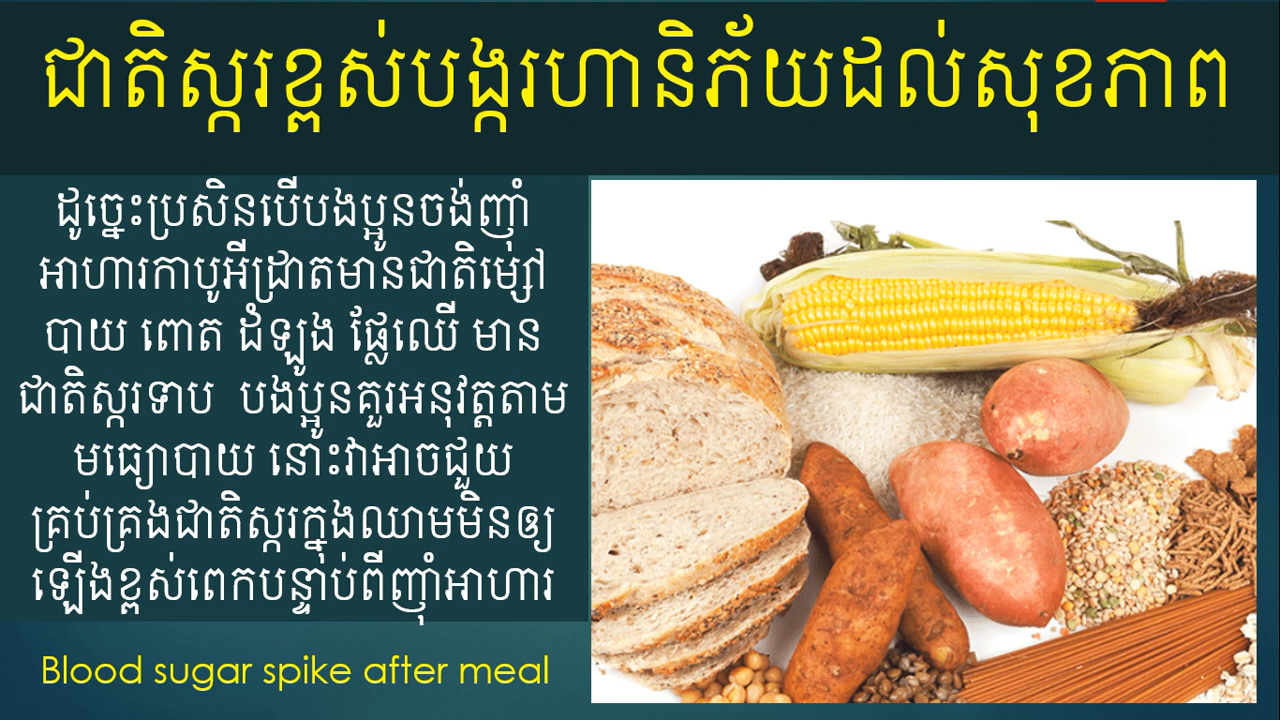 ជាតិស្ករខ្ពស់បង្ករហានិភ័យដល់សុខភាព
ដូច្នេះប្រសិនបើបងប្អូនចង់ញ៉ាំ
អាហារកាបូអីដ្រាតមានជាតិម្សៅ
បាយ ពោត ដំឡូង ផ្លែឈើ មាន
ជាតិស្ករទាប បងប្អូនគួរអនុវត្តតាម
មធ្យោបាយ នោះវាអាចជួយ
គ្រប់គ្រងជាតិស្ករក្នុងឈាមមិនឲ្យ
ឡើងខ្ពស់ពេកបន្ទាប់ពីញ៉ាំអាហារ
Blood sugar spike after meal